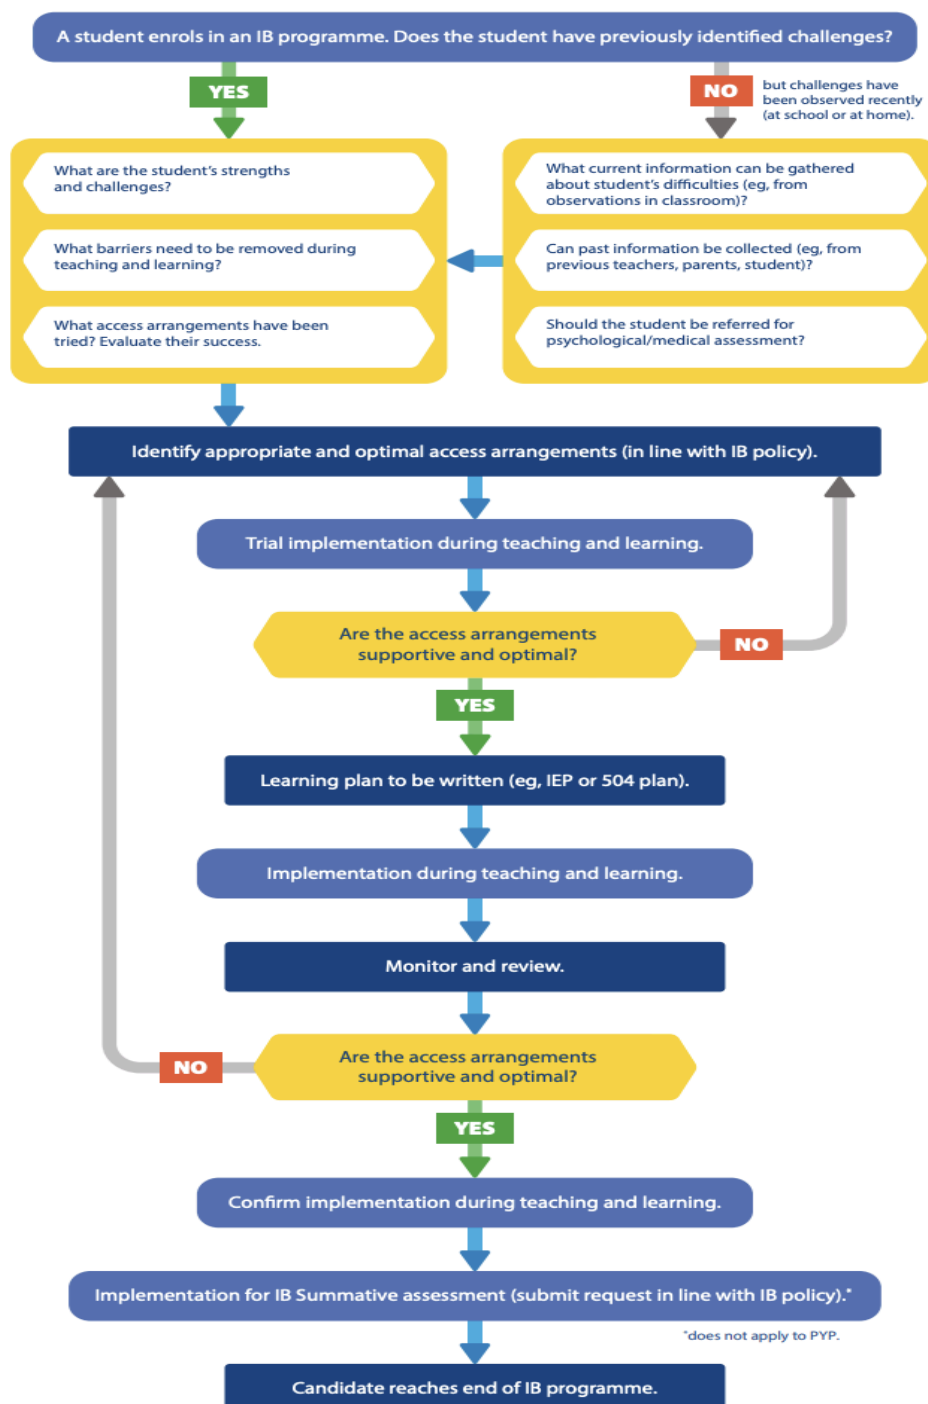 A student enrols in an IB programme. Does the student have previously identified challenges?
YES
NO
but challenges have
been observed recently
(at school or at home).
What are the student's strengths
and challenges?
What barriers need to be removed during
teaching and learning?
What access arrangements have been
tried? Evaluate their success.
What current information can be gathered
about student's difficulties (eg, from
observations in classroom)?
Can past information be collected (eg, from
previous teachers, parents, student)?
Should the student be referred for
psychological/medical assessment?
Identify appropriate and optimal access arrangements (in line with IB policy).
Trial implementation during teaching and learning.
Are the access arrangements
supportive and optimal?
NO
YES
Learning plan to be written (eg, IEP or 504 plan).
Implementation during teaching and learning.
Monitor and review.
Are the access arrangements
supportive and optimal?
NO
YES
Confirm implementation during teaching and learning.
Implementation for IB Summative assessment (submit request in line with IB policy).*
*does not apply to PYP.
Candidate reaches end of IB programme.